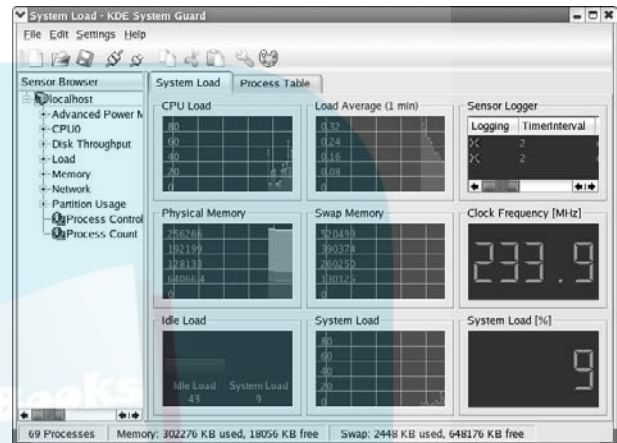 System Load - KDE System Guard
File Edit Settings Help
Sensor Browser
localhost
Advanced Power M
CPU0
Disk Throughput
Load
Memory
Network
Partition Usage
Process Control
Process Count
System Load
Process Table
CPU Load
80
60
40
20
0
Load Average (1 min)
0.32
0.24
0.16
0.08
Sensor Logger
Logging TimerInterval
2
2
Physical Memory
256266
192199
128133
64066.4
0
Swap Memory
520493
390374
260250
130125
0
Clock Frequency [MHz]
233.9
Idle Load
Idle Load System Load
43 9
System Load
80
60
40
20
0
System Load [%]
9
ooks
69 Processes Memory: 302276 KB used, 18056 KB free Swap: 2448 KB used, 648176 KB free